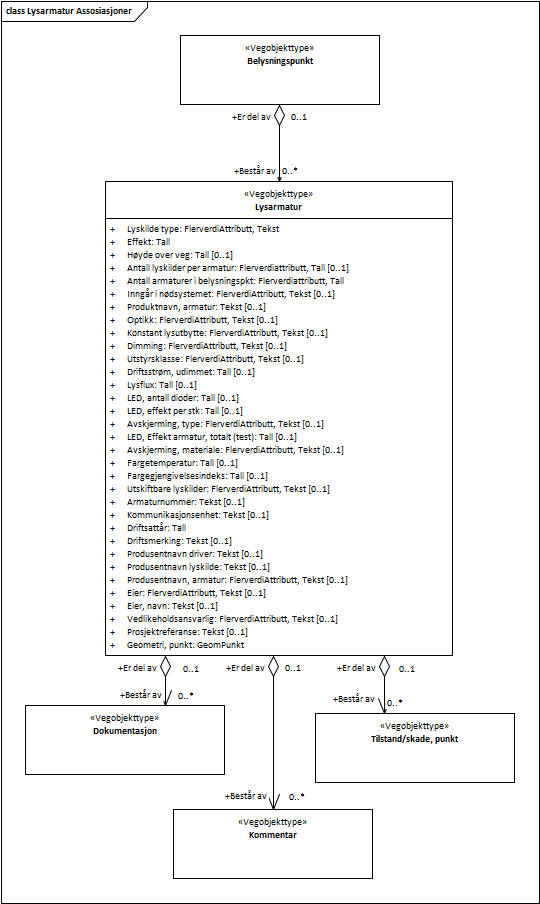 class Lysarmatur Assosiasjoner
«Vegobjekttype»
Belysningspunkt
+Er del av 0..1
+Består av 0..*
«Vegobjekttype»
Lysarmatur
+ Lyskilde type: FlerverdiAttributt, Tekst
+ Effekt: Tall
+ Høyde over veg: Tall [0..1]
+ Antall lyskilder per armatur: Flerverdiattributt, Tall [0..1]
+ Antall armaturer i belysningspkt: Flerverdiattributt, Tall
+ Inngår i nødsystemet: FlerverdiAttributt, Tekst [0..1]
+ Produktnavn, armatur: Tekst [0..1]
+ Optikk: FlerverdiAttributt, Tekst [0..1]
+ Konstant lysutbytte: FlerverdiAttributt, Tekst [0..1]
+ Dimming: FlerverdiAttributt, Tekst [0..1]
+ Utstyrsklasse: FlerverdiAttributt, Tekst [0..1]
+ Driftsstrøm, udimmet: Tall [0..1]
+ Lysflux: Tall [0..1]
+ LED, antall dioder: Tall [0..1]
+ LED, effekt per stk: Tall [0..1]
+ Avskjerming, type: FlerverdiAttributt, Tekst [0..1]
+ LED, Effekt armatur, totalt (test): Tall [0..1]
+ Avskjerming, materiale: FlerverdiAttributt, Tekst [0..1]
+ Fargetemperatur: Tall [0..1]
+ Fargegjengivelsesindeks: Tall [0..1]
+ Utskiftbare lyskilder: FlerverdiAttributt, Tekst [0..1]
+ Armaturnummer: Tekst [0..1]
+ Kommunikasjonsenhet: Tekst [0..1]
+ Driftsattår: Tall
+ Driftsmerking: Tekst [0..1]
+ Produsentnavn driver: Tekst [0..1]
+ Produsentnavn lyskilde: Tekst [0..1]
+ Produsentnavn, armatur: FlerverdiAttributt, Tekst [0..1]
+ Eier: FlerverdiAttributt, Tekst [0..1]
+ Eier, navn: Tekst [0..1]
+ Vedlikeholdsansvarlig: FlerverdiAttributt, Tekst [0..1]
+ Prosjektreferanse: Tekst [0..1]
+ Geometri, punkt: GeomPunkt
+Er del av 0..1 +Er del av 0..1 +Er del av 0..1
+Består av 0..* +Består av 0..*
«Vegobjekttype»
Dokumentasjon
«Vegobjekttype»
Tilstand/skade, punkt
+Består av 0..*
«Vegobjekttype»
Kommentar